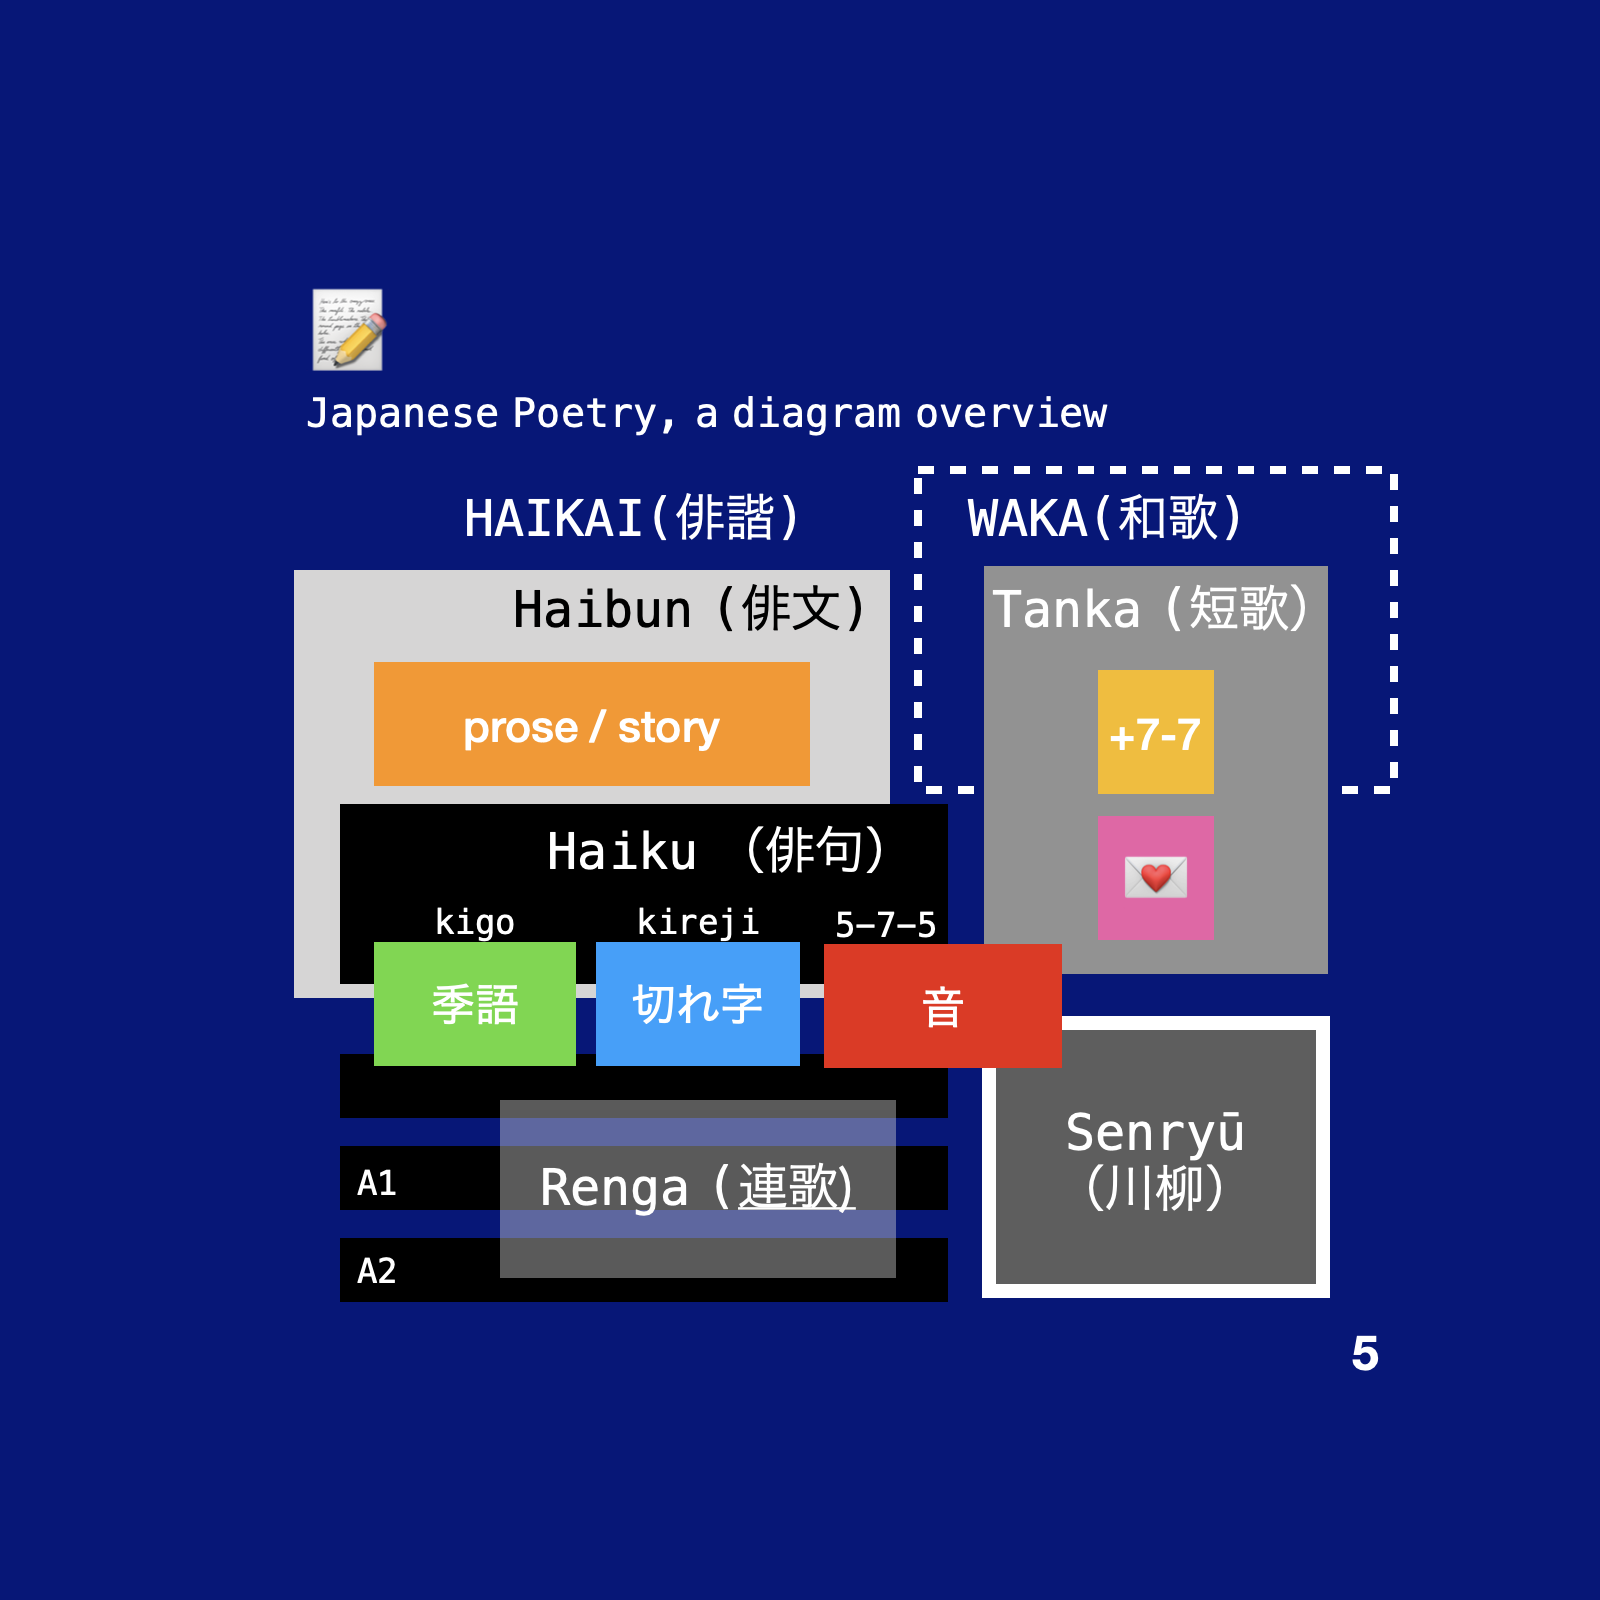 Japanese Poetry, a diagram overview
HAIKAI(俳諧)
WAKA(和歌)
Haibun (俳文)
Tanka (短歌）
prose / story
+7-7
Haiku （俳句）
kigo
kireji
5-7-5
季語
切れ字
音
Renga (連歌)
A1
A2
Senryū
（川柳）
5